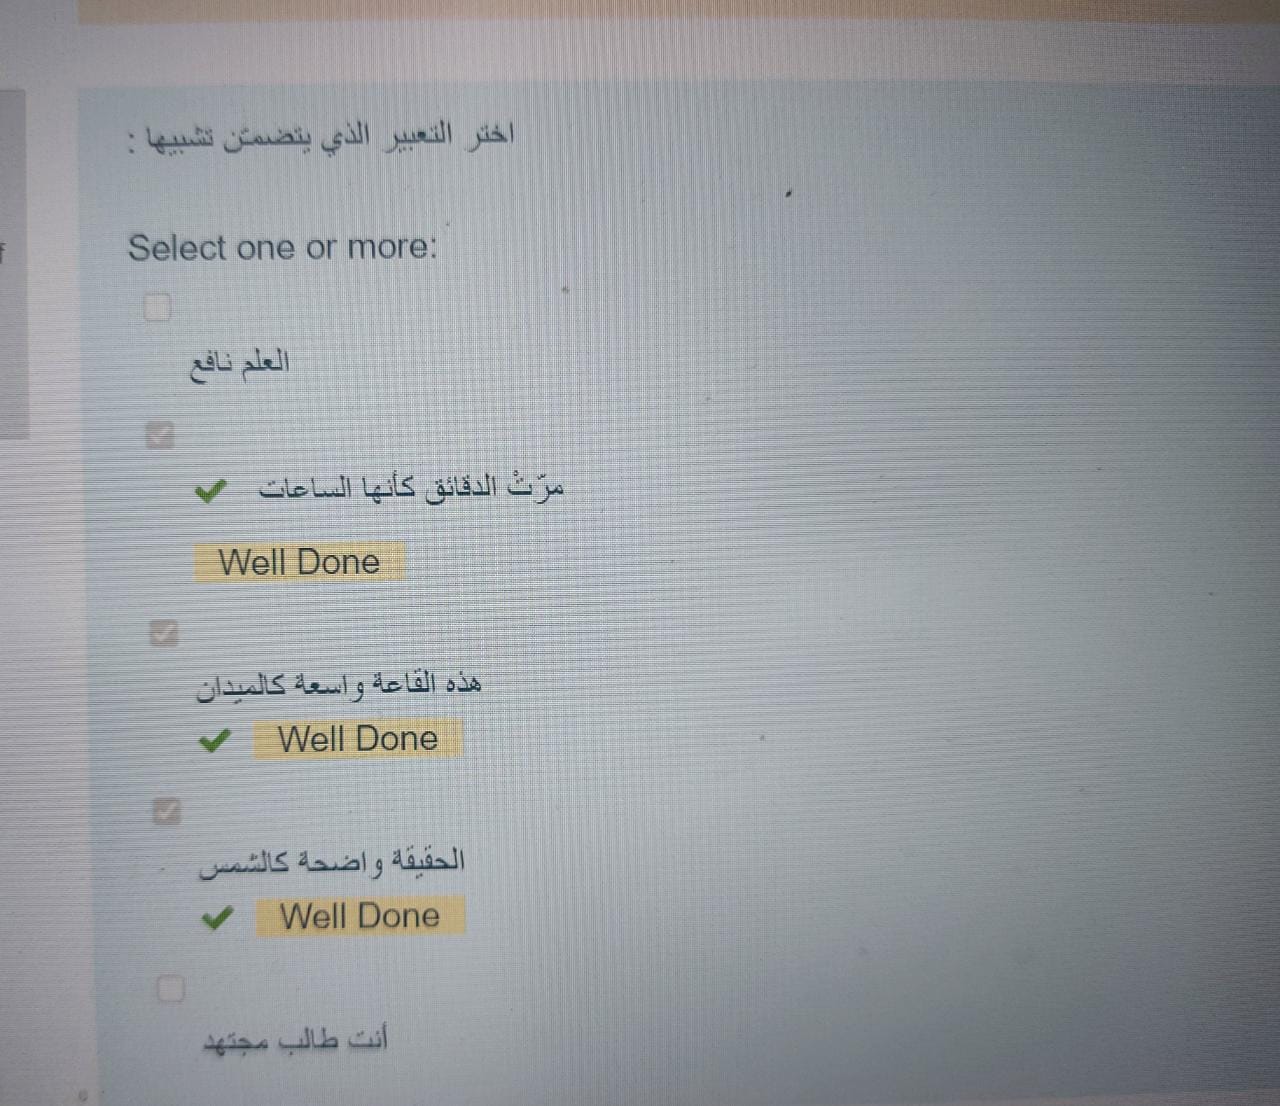 اختر التعبير الذي يتضمّن تشبيها :
Select one or more:
العلم نافع
مرّتْ الدقائق كأنها الساعات
Well Done
هذه القاعة واسعة كالميدان
Well Done
الحقيقة واضحة كالشمس
Well Done
أنت طالب مجتهد